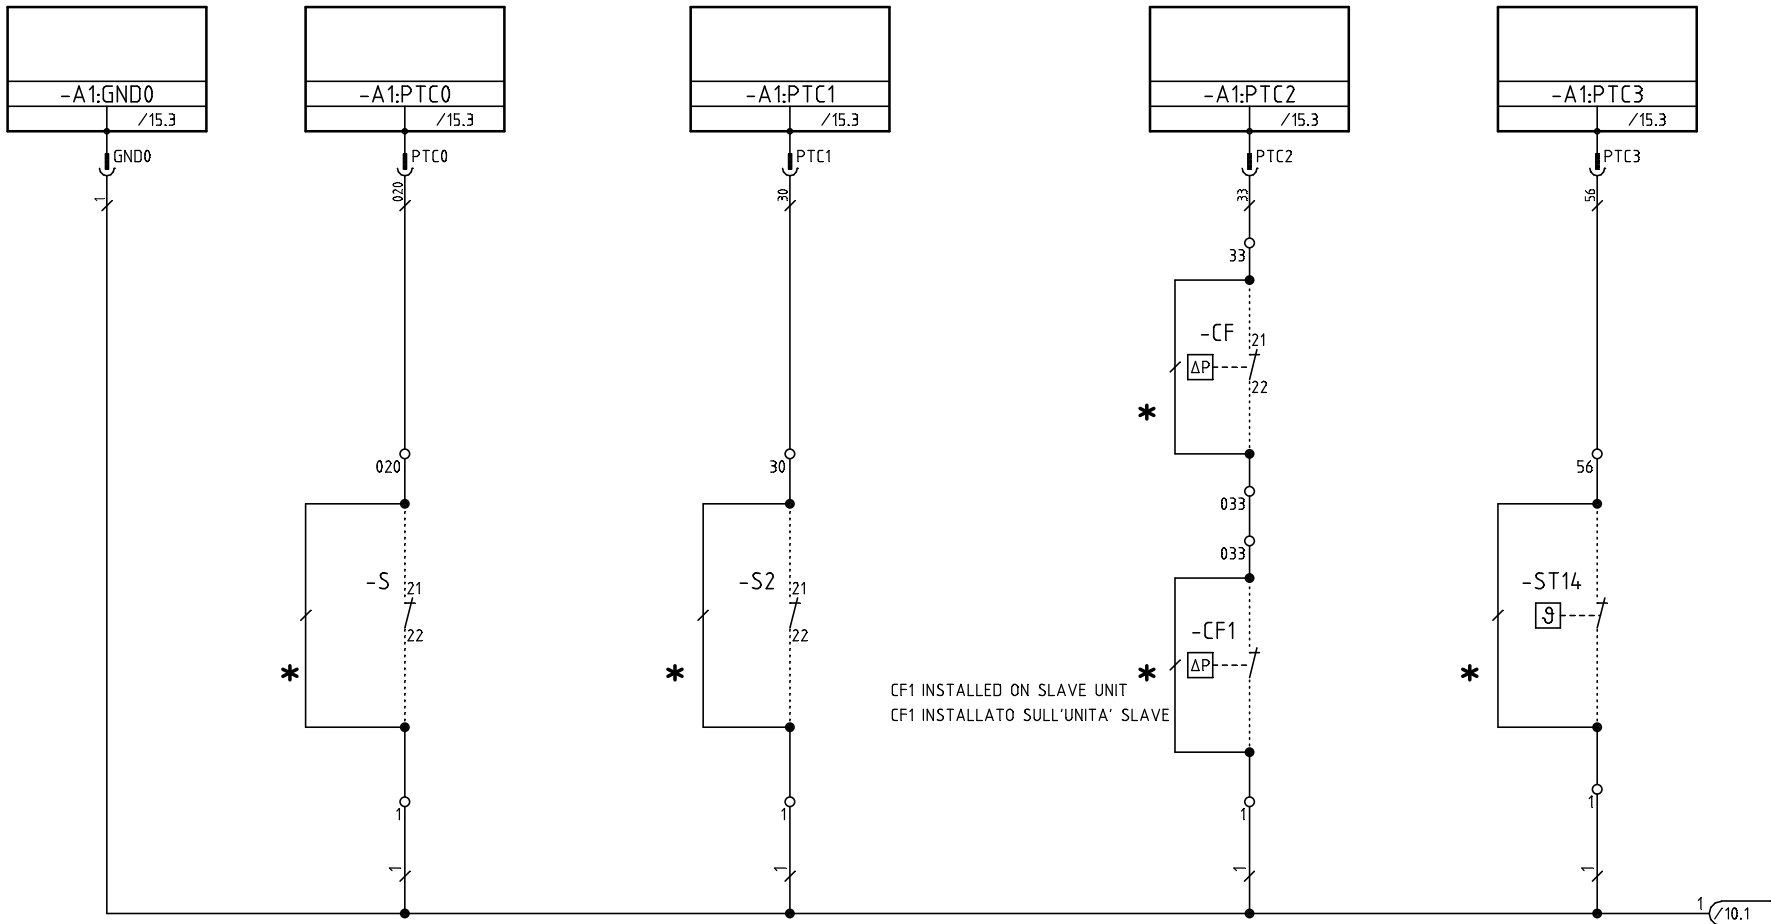 -A1:GND0
-A1:PTC0
-A1:PTC1
-A1:PTC2
-A1:PTC3
/15.3
/15.3
/15.3
/15.3
/15.3
GND0
PTC0
PTC1
PTC2
PTC3
1
020
30
33
56
33
-CF
21
ΔP
22
*
020
30
56
033
033
-S
21
22
-S2
21
22
-ST14
ϑ
-CF1
ΔP
*
*
*
*
CF1 INSTALLED ON SLAVE UNIT
CF1 INSTALLATO SULL'UNITA' SLAVE
1
1
1
1
1
1
1
1
1
/10.1